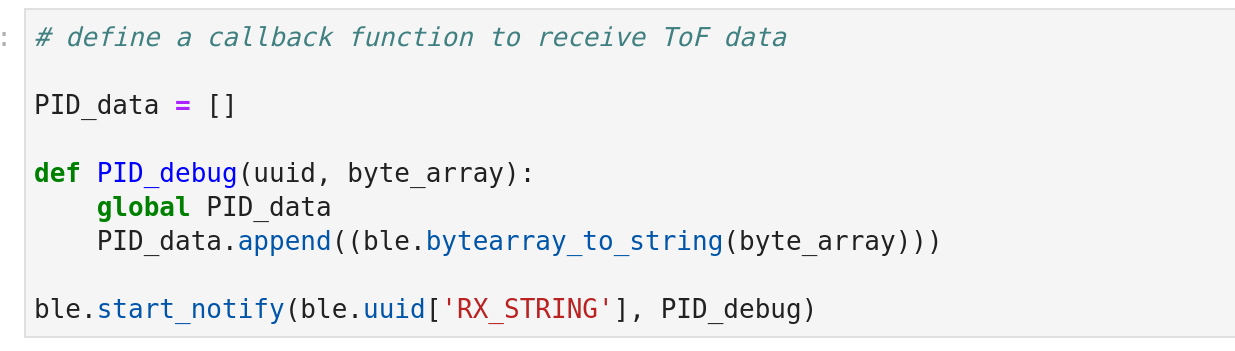 :
# define a callback function to receive ToF data
PID_data = []
def PID_debug(uuid, byte_array):
    global PID_data
    PID_data.append((ble.bytearray_to_string(byte_array)))
ble.start_notify(ble.uuid['RX_STRING'], PID_debug)